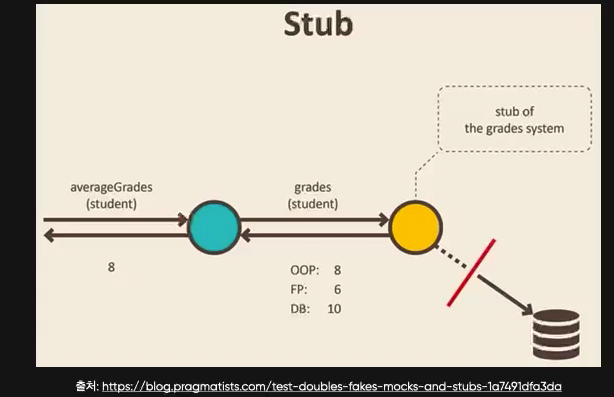 Stub
stub of
the grades system
averageGrades
(student)
grades
(student)
8
OOP: 8
FP: 6
DB: 10
출처: https://blog.pragmatists.com/test-doubles-fakes-mocks-and-stubs-1a7491dfa3da